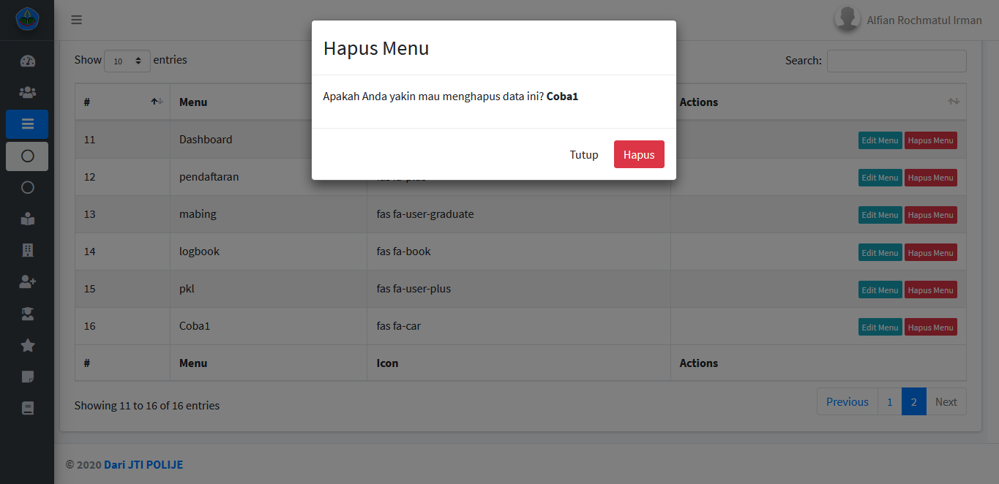 Alfian Rochmatul Irman
Hapus Menu
Apakah Anda yakin mau menghapus data ini? Coba1
Tutup Hapus
Show 10 entries Search:
# Menu Actions
11 Dashboard Edit Menu Hapus Menu
12 pendaftaran fas fa-plus Edit Menu Hapus Menu
13 mabing fas fa-user-graduate Edit Menu Hapus Menu
14 logbook fas fa-book Edit Menu Hapus Menu
15 pkl fas fa-user-plus Edit Menu Hapus Menu
16 Coba1 fas fa-car Edit Menu Hapus Menu
# Menu Icon Actions
Showing 11 to 16 of 16 entries Previous 1 2 Next
© 2020 Dari JTI POLIJE